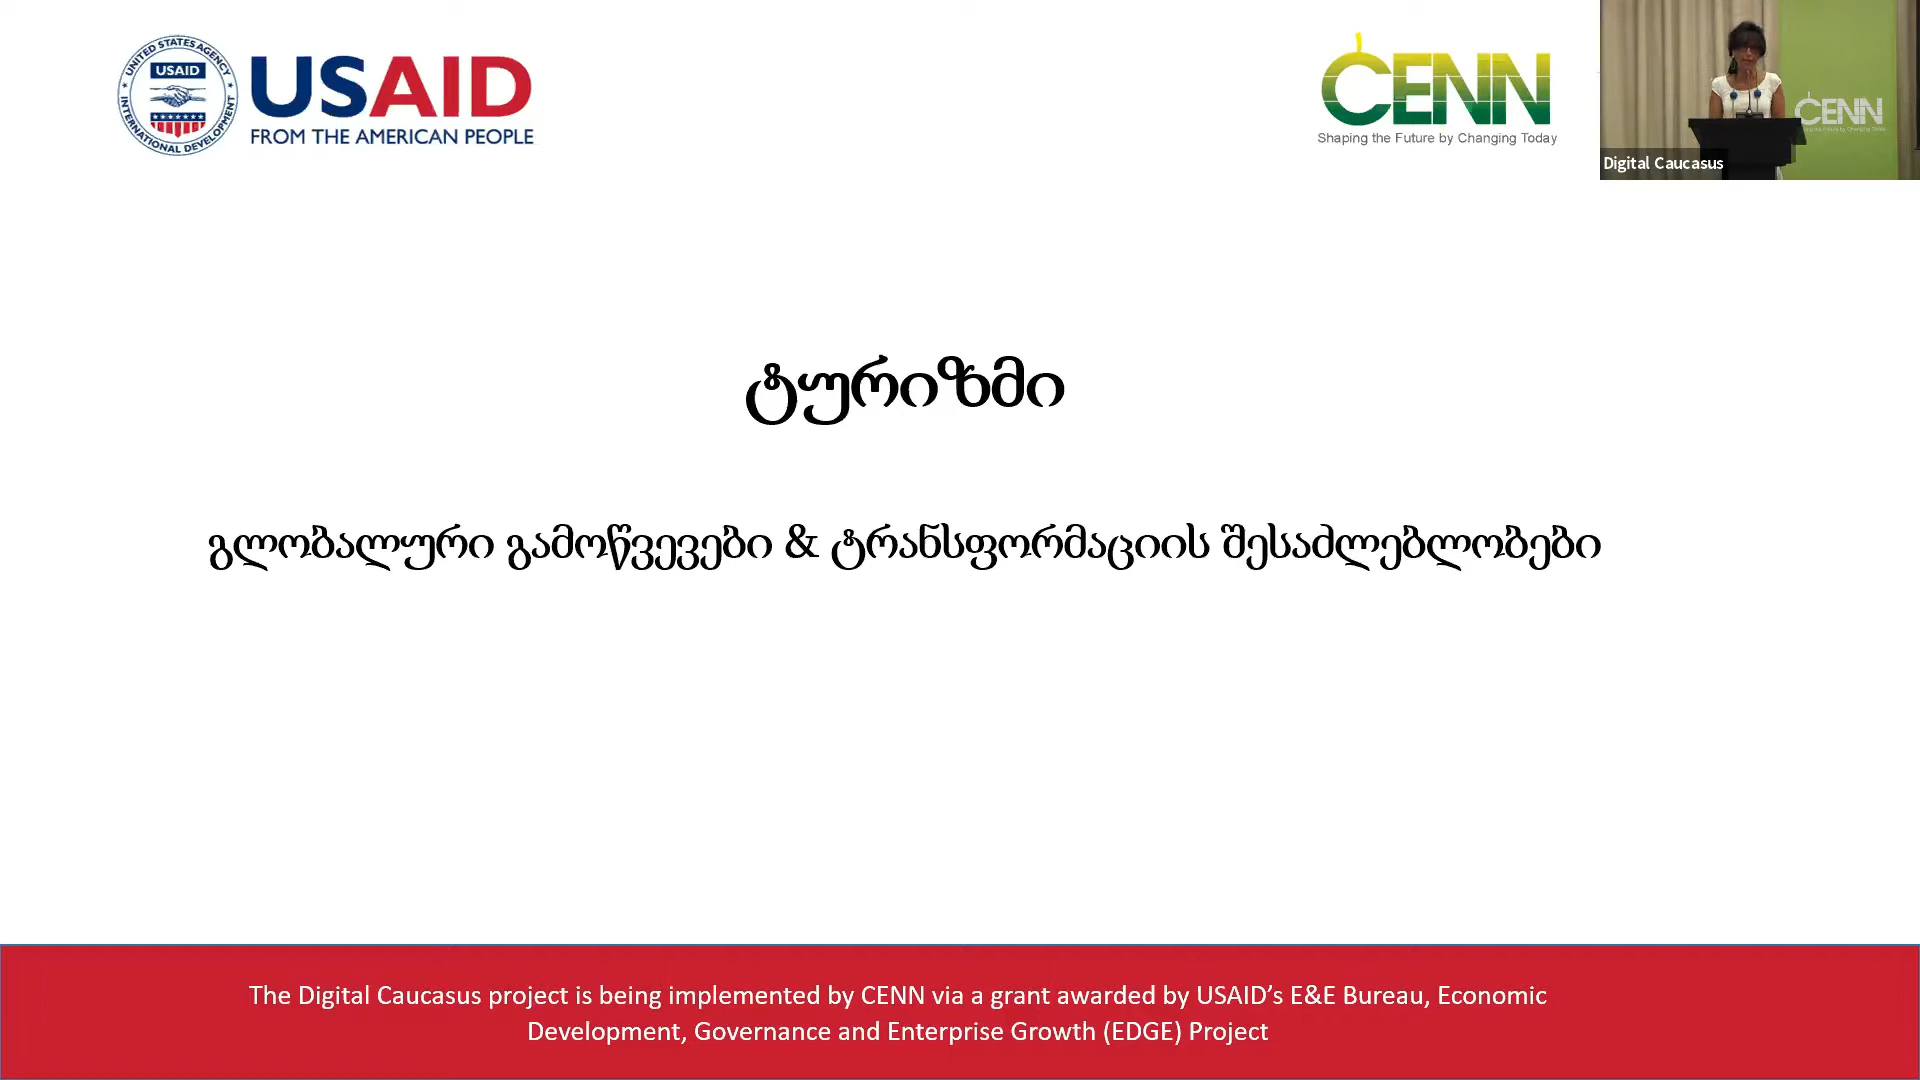 UNITED STATES AGENCY
USAID
INTERNATIONAL DEVELOPMENT
USAID
FROM THE AMERICAN PEOPLE
CENN
Shaping the Future by Changing Today
CENN
Digital Caucasus
ტურიზმი
გლობალური გამოწვევები & ტრანსფორმაციის შესაძლებლობები
The Digital Caucasus project is being implemented by CENN via a grant awarded by USAID’s E&E Bureau, Economic
Development, Governance and Enterprise Growth (EDGE) Project